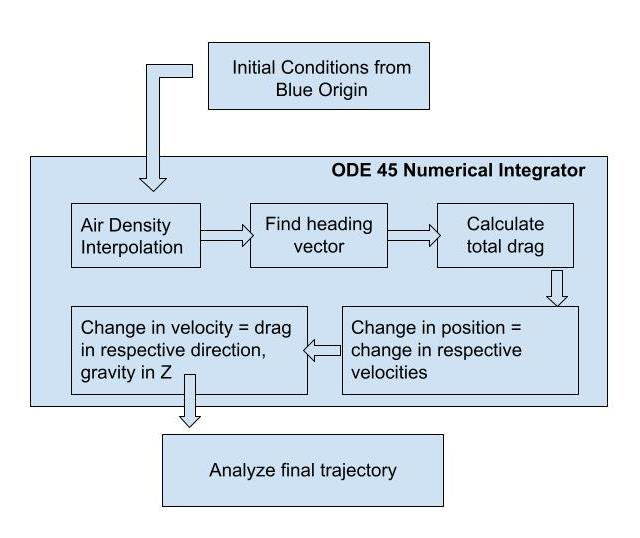 Initial Conditions from
Blue Origin
ODE 45 Numerical Integrator
Air Density
Interpolation
Find heading
vector
Calculate
total drag
Change in velocity = drag
in respective direction,
gravity in Z
Change in position =
change in respective
velocities
Analyze final trajectory